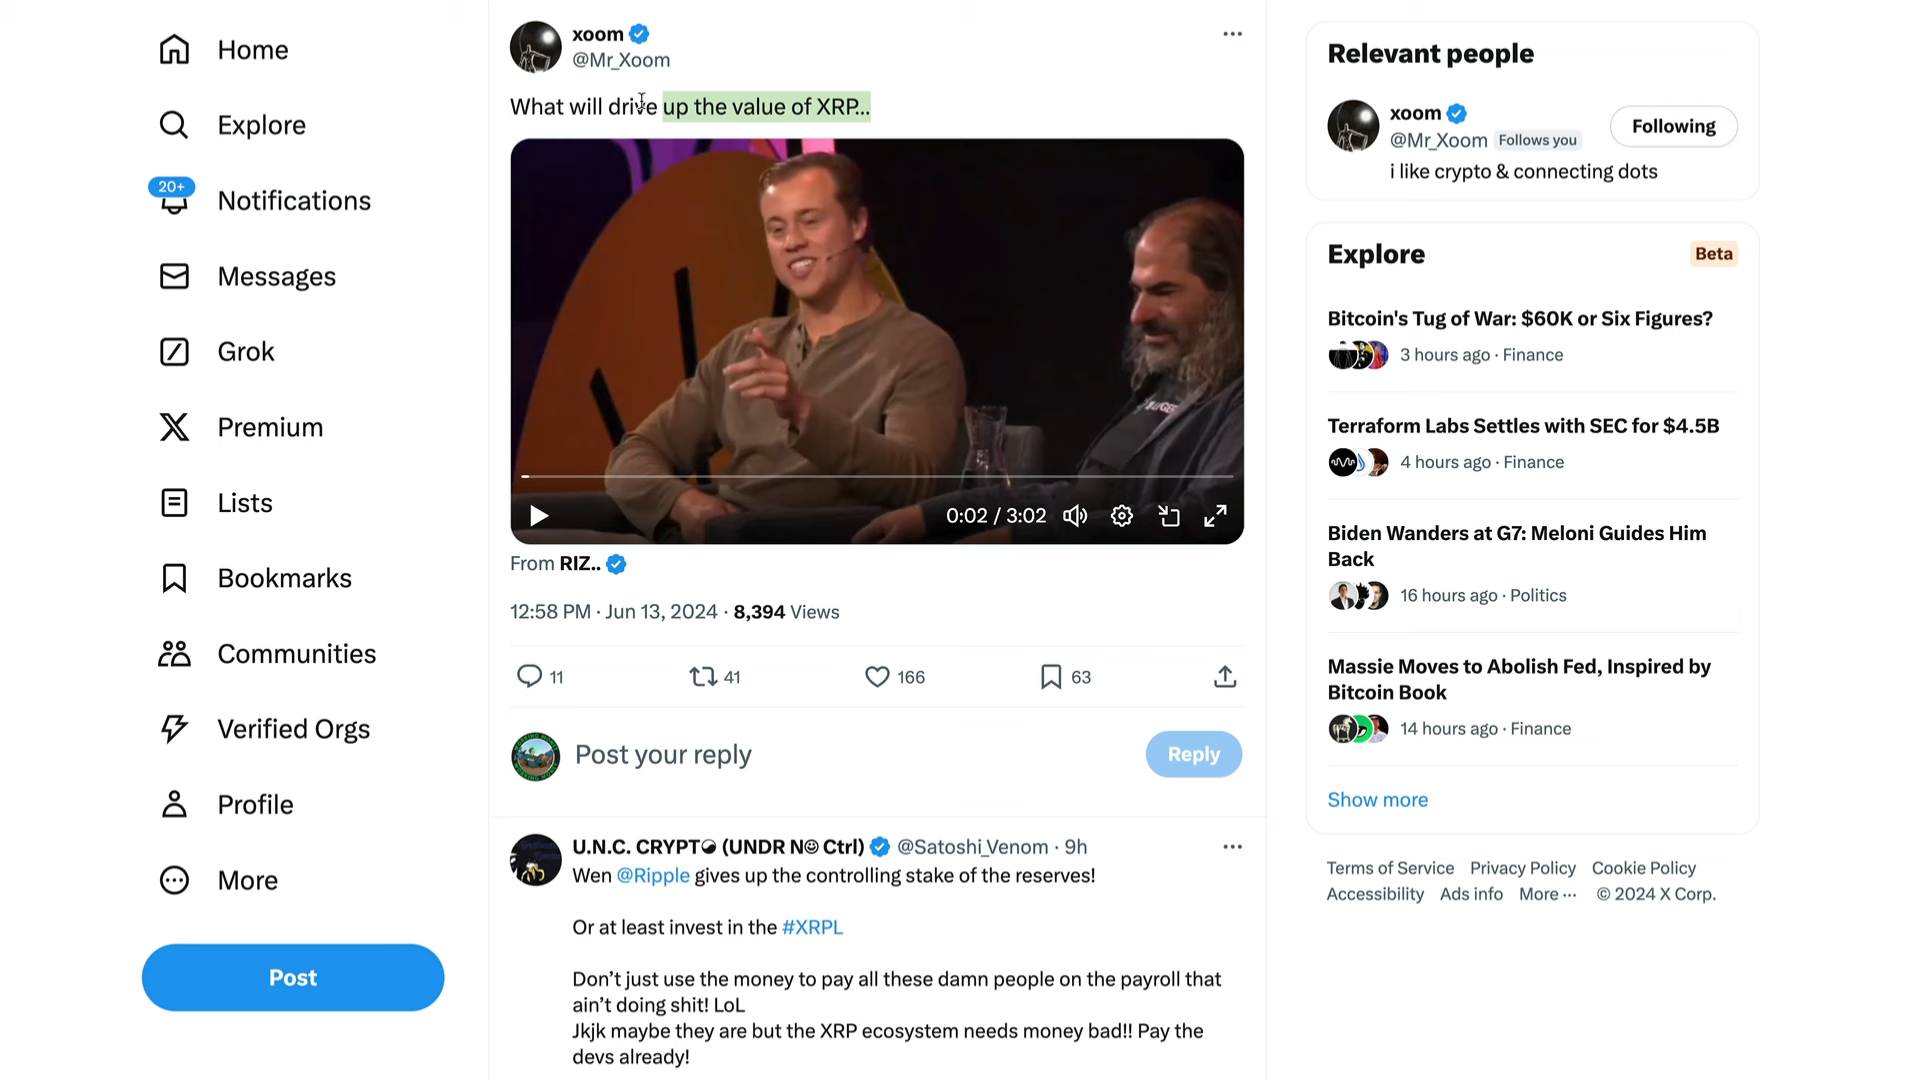 Home
Explore
20+
Notifications
Messages
Grok
Premium
Lists
Bookmarks
Communities
Verified Orgs
Profile
More
Post
xoom
@Mr_Xoom
What will drive up the value of XRP...
0:02 / 3:02
From RIZ..
12:58 PM · Jun 13, 2024 · 8,394 Views
11
41
166
63
Post your reply
Reply
U.N.C. CRYPT (UNDR N Ctrl) @Satoshi_Venom · 9h
Wen @Ripple gives up the controlling stake of the reserves!
Or at least invest in the #XRPL
Don’t just use the money to pay all these damn people on the payroll that
ain’t doing shit! LoL
Jkjk maybe they are but the XRP ecosystem needs money bad!! Pay the
devs already!
Relevant people
xoom
Following
@Mr_Xoom Follows you
i like crypto & connecting dots
Explore
Beta
Bitcoin's Tug of War: $60K or Six Figures?
3 hours ago · Finance
Terraform Labs Settles with SEC for $4.5B
4 hours ago · Finance
Biden Wanders at G7: Meloni Guides Him
Back
16 hours ago · Politics
Massie Moves to Abolish Fed, Inspired by
Bitcoin Book
14 hours ago · Finance
Show more
Terms of Service Privacy Policy Cookie Policy
Accessibility Ads info More ··· © 2024 X Corp.